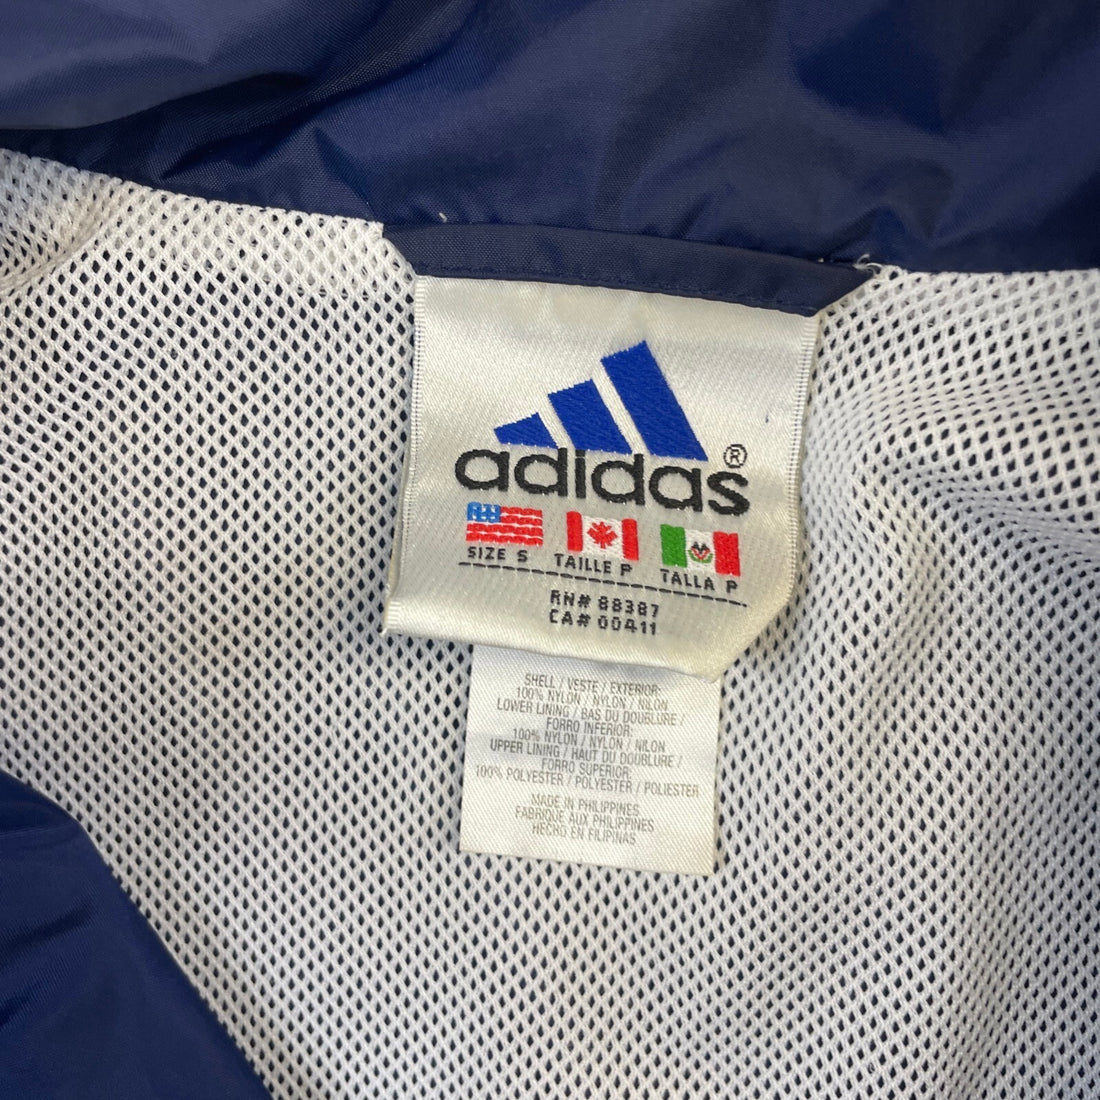 adidas®
SIZE S TAILLE P TALLA P
RN# 88387
CA# 00411
SHELL / VESTE / EXTERIOR:
100% NYLON / NYLON / NILON
LOWER LINING / BAS DU DOUBLURE /
FORRO INFERIOR:
100% NYLON / NYLON / NILON
UPPER LINING / HAUT DU DOUBLURE /
FORRO SUPERIOR:
100% POLYESTER / POLYESTER / POLYESTER
MADE IN PHILIPPINES
FABRIQUE AUX PHILIPPINES
HECHO EN FILIPINAS